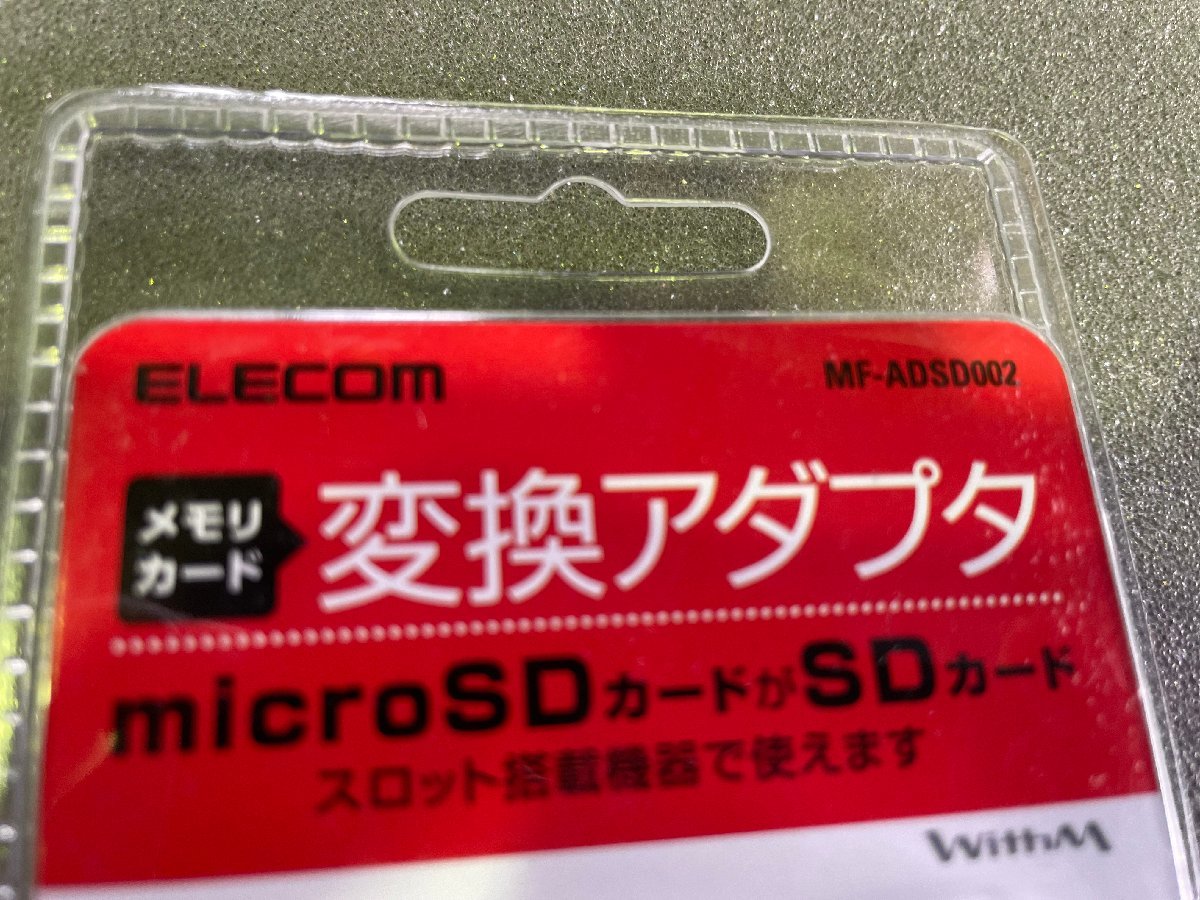 ELECOM
MF-ADSD002
メモリ
カード
変換アダプタ
microSDカードがSDカード
スロット搭載機器で使えます
WithM